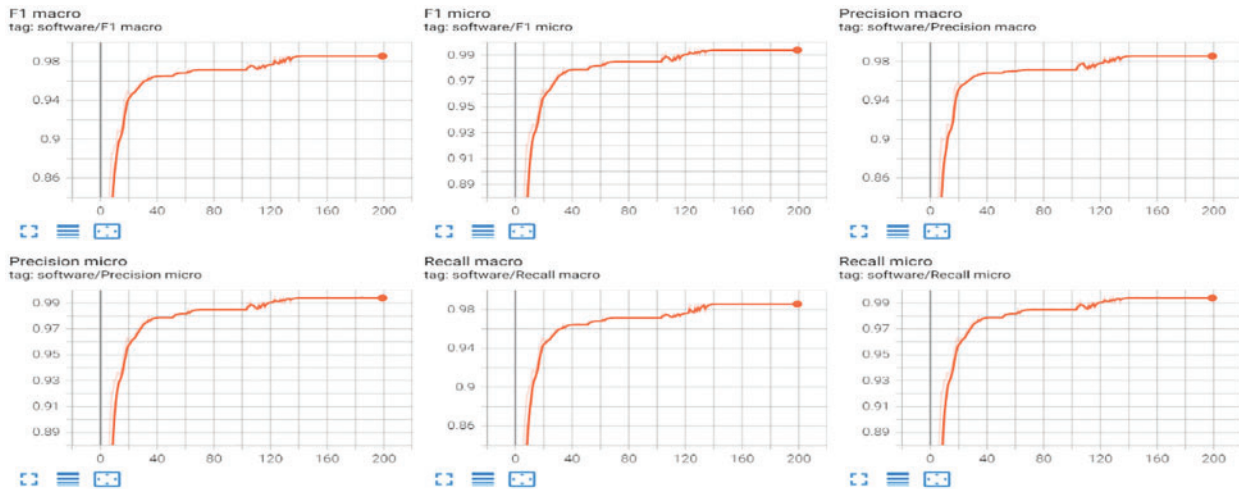 F1 macro
tag: software/F1 macro
0.98
0.94
0.9
0.86
0 40 80 120 160 200
F1 micro
tag: software/F1 micro
0.99
0.97
0.95
0.93
0.91
0.89
0 40 80 120 160 200
Precision macro
tag: software/Precision macro
0.98
0.94
0.9
0.86
0 40 80 120 160 200
Precision micro
tag: software/Precision micro
0.99
0.97
0.95
0.93
0.91
0.89
0 40 80 120 160 200
Recall macro
tag: software/Recall macro
0.98
0.94
0.9
0.86
0 40 80 120 160 200
Recall micro
tag: software/Recall micro
0.99
0.97
0.95
0.93
0.91
0.89
0 40 80 120 160 200